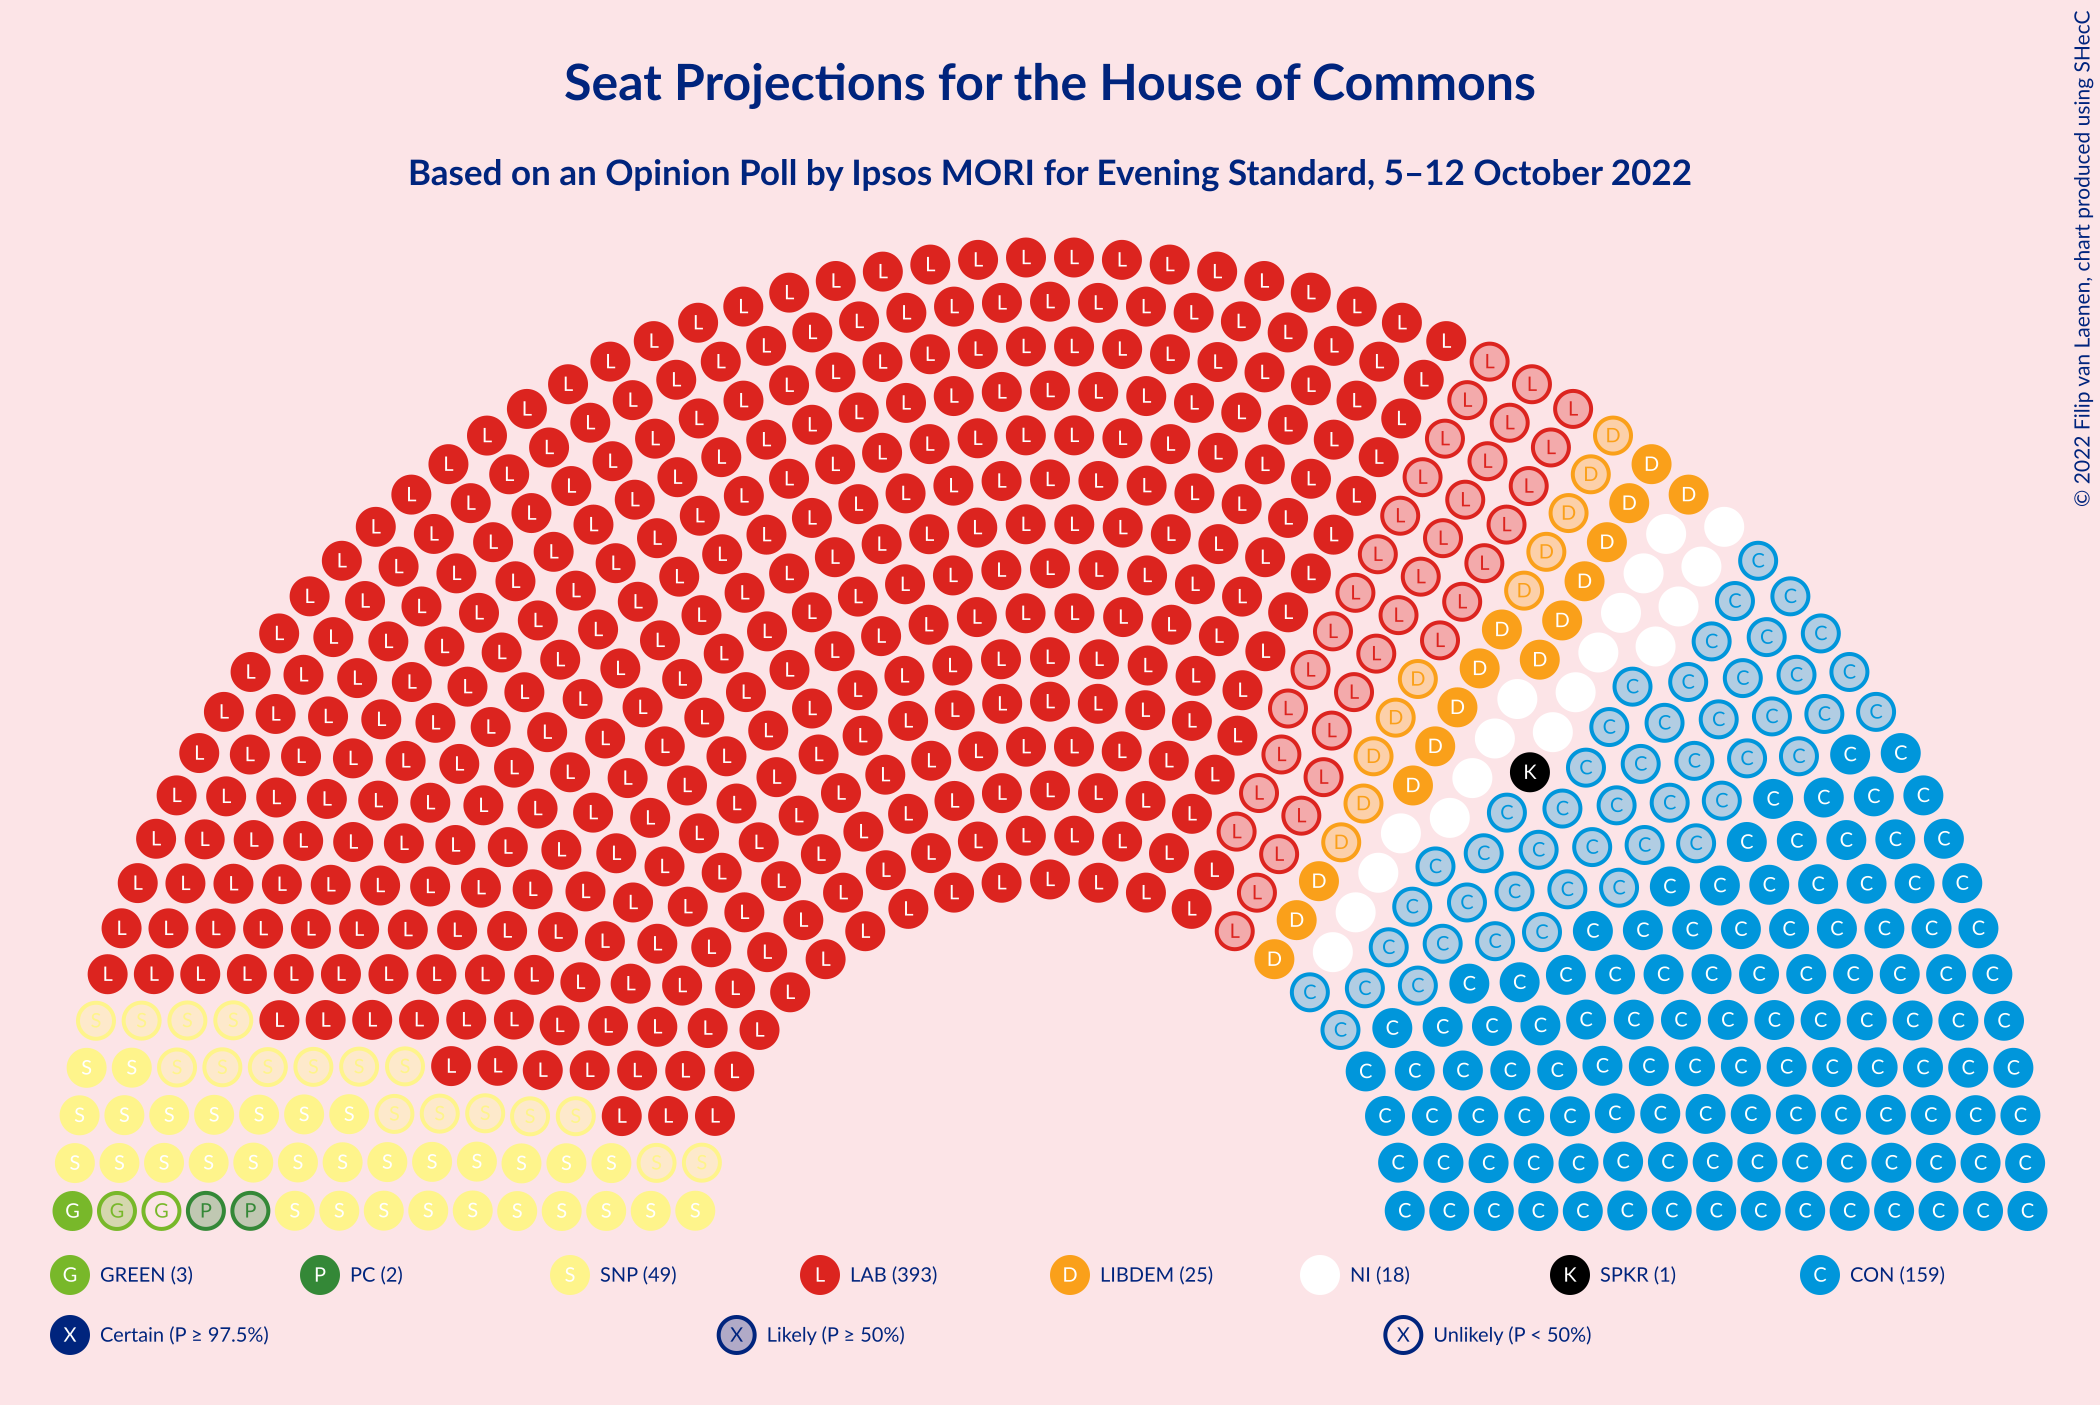 Seat Projections for the House of Commons
Based on an Opinion Poll by Ipsos MORI for Evening Standard, 5–12 October 2022
© 2022 Filip van Laenen, chart produced using SHecC
G GREEN (3) P PC (2) S SNP (49) L LAB (393) D LIBDEM (25) NI (18) K SPKR (1) C CON (159)
X Certain (P ≥ 97.5%) X Likely (P ≥ 50%) X Unlikely (P < 50%)